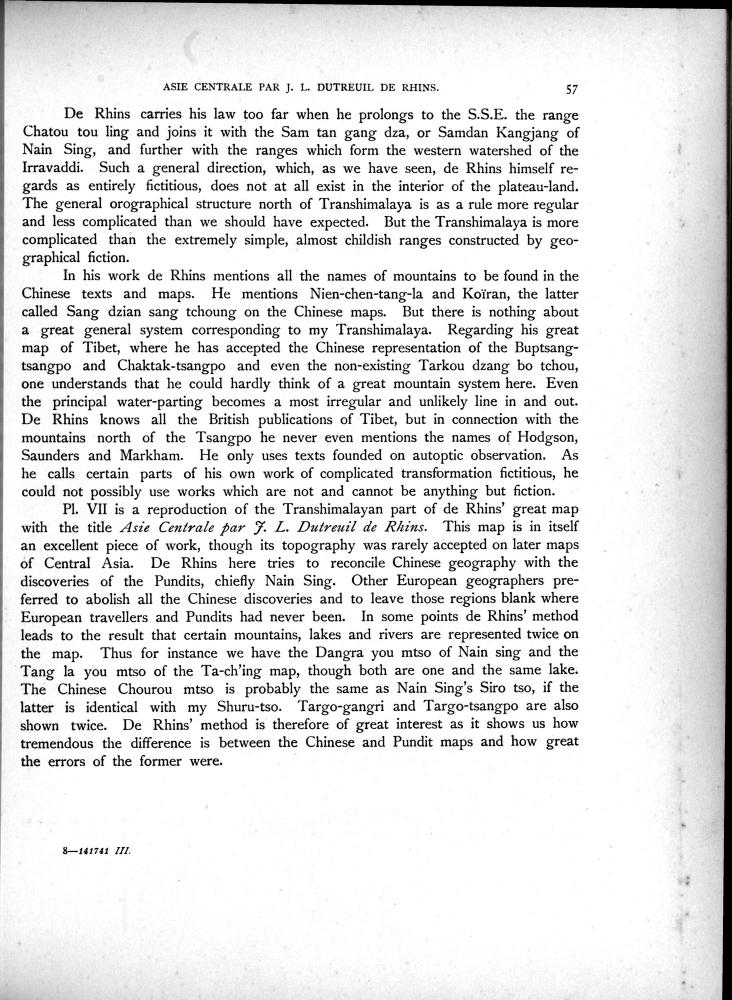 ASIE CENTRALE PAR J. L. DUTREUIL DE RHINS. 57
De Rhins carries his law too far when he prolongs to the S.S.E. the range
Chatou tou ling and joins it with the Sam tan gang dza, or Samdan Kangjang of
Nain Sing, and further with the ranges which form the western watershed of the
Irravaddi. Such a general direction, which, as we have seen, de Rhins himself re-
gards as entirely fictitious, does not at all exist in the interior of the plateau-land.
The general orographical structure north of Transhimalaya is as a rule more regular
and less complicated than we should have expected. But the Transhimalaya is more
complicated than the extremely simple, almost childish ranges constructed by geo-
graphical fiction.
In his work de Rhins mentions all the names of mountains to be found in the
Chinese texts and maps. He mentions Nien-chen-tang-la and Koïran, the latter
called Sang dzian sang tchoung on the Chinese maps. But there is nothing about
a great general system corresponding to my Transhimalaya. Regarding his great
map of Tibet, where he has accepted the Chinese representation of the Buptsang-
tsangpo and Chaktak-tsangpo and even the non-existing Tarkou dzang bo tchou,
one understands that he could hardly think of a great mountain system here. Even
the principal water-parting becomes a most irregular and unlikely line in and out.
De Rhins knows all the British publications of Tibet, but in connection with the
mountains north of the Tsangpo he never even mentions the names of Hodgson,
Saunders and Markham. He only uses texts founded on autoptic observation. As
he calls certain parts of his own work of complicated transformation fictitious, he
could not possibly use works which are not and cannot be anything but fiction.
Pl. VII is a reproduction of the Transhimalayan part of de Rhins' great map
with the title Asie Centrale par J. L. Dutreuil de Rhins. This map is in itself
an excellent piece of work, though its topography was rarely accepted on later maps
of Central Asia. De Rhins here tries to reconcile Chinese geography with the
discoveries of the Pundits, chiefly Nain Sing. Other European geographers pre-
ferred to abolish all the Chinese discoveries and to leave those regions blank where
European travellers and Pundits had never been. In some points de Rhins' method
leads to the result that certain mountains, lakes and rivers are represented twice on
the map. Thus for instance we have the Dangra you mtso of Nain sing and the
Tang la you mtso of the Ta-ch'ing map, though both are one and the same lake.
The Chinese Chourou mtso is probably the same as Nain Sing's Siro tso, if the
latter is identical with my Shuru-tso. Targo-gangri and Targo-tsangpo are also
shown twice. De Rhins' method is therefore of great interest as it shows us how
tremendous the difference is between the Chinese and Pundit maps and how great
the errors of the former were.
8—141741 III.